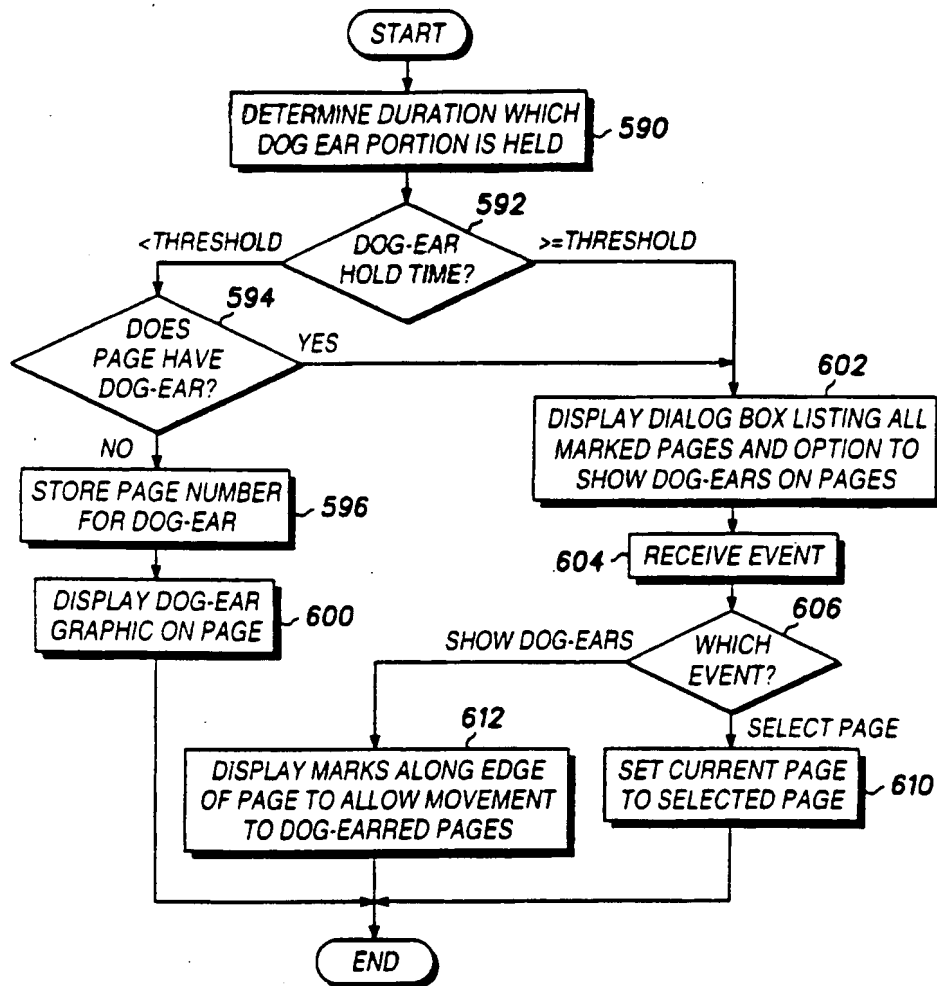 START
DETERMINE DURATION WHICH
DOG EAR PORTION IS HELD
590
592
<THRESHOLD
DOG-EAR
HOLD TIME?
>=THRESHOLD
594
DOES
PAGE HAVE
DOG-EAR?
YES
NO
602
DISPLAY DIALOG BOX LISTING ALL
MARKED PAGES AND OPTION TO
SHOW DOG-EARS ON PAGES
STORE PAGE NUMBER
FOR DOG-EAR
596
604
RECEIVE EVENT
DISPLAY DOG-EAR
GRAPHIC ON PAGE
600
606
SHOW DOG-EARS
WHICH
EVENT?
SELECT PAGE
612
DISPLAY MARKS ALONG EDGE
OF PAGE TO ALLOW MOVEMENT
TO DOG-EARRED PAGES
SET CURRENT PAGE
TO SELECTED PAGE
610
END